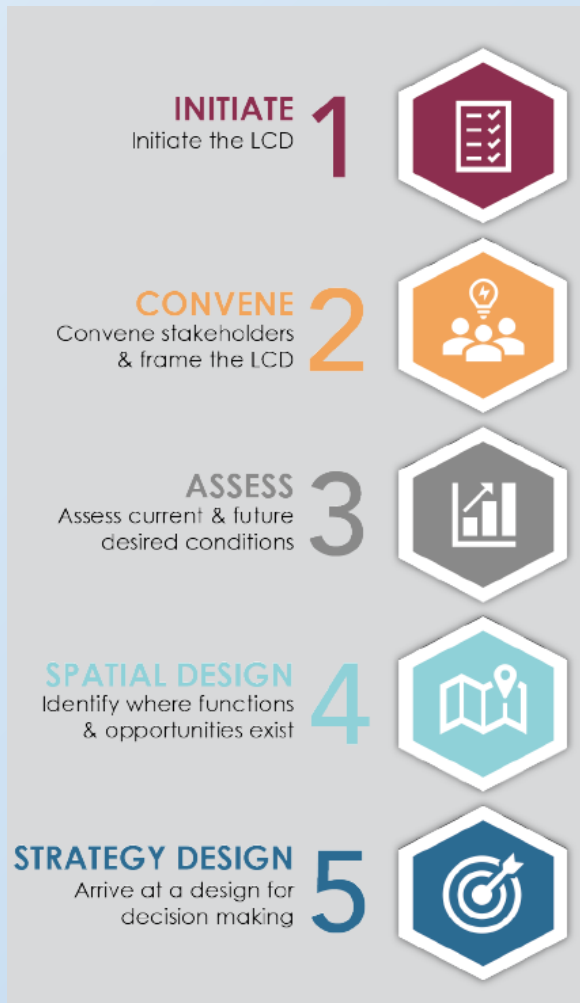 INITIATE
Initiate the LCD
1
CONVENE
Convene stakeholders
& frame the LCD
2
ASSESS
Assess current & future
desired conditions
3
SPATIAL DESIGN
Identify where functions
& opportunities exist
4
STRATEGY DESIGN
Arrive at a design for
decision making
5